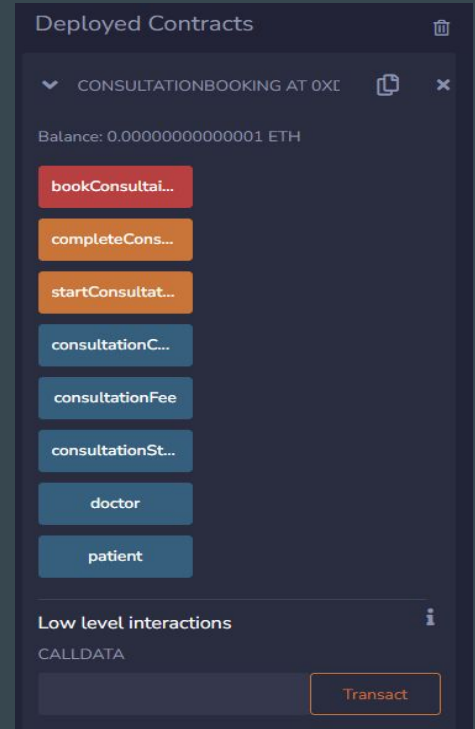 Deployed Contracts
CONSULTATIONBOOKING AT 0XD
Balance: 0.00000000000001 ETH
bookConsultai...
completeCons...
startConsultat...
consultationC...
consultationFee
consultationSt...
doctor
patient
Low level interactions
CALLDATA
Transact